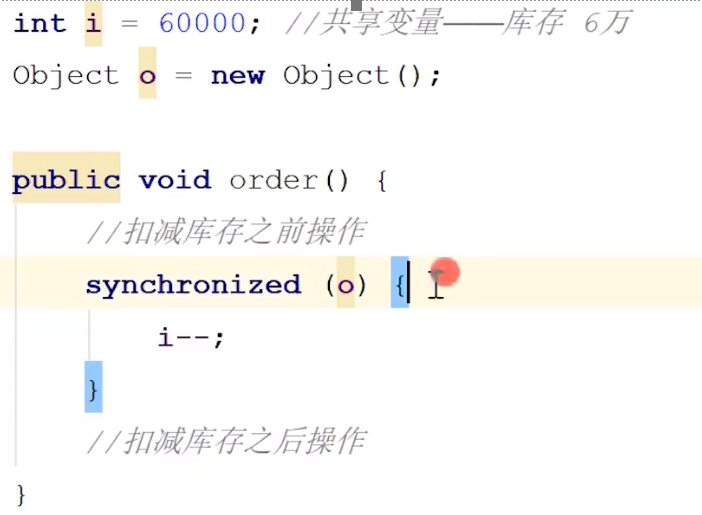 int i = 60000; //共享变量——库存 6万
Object o = new Object();
public void order() {
//扣减库存之前操作
synchronized (o) {
i--;
}
//扣减库存之后操作
}